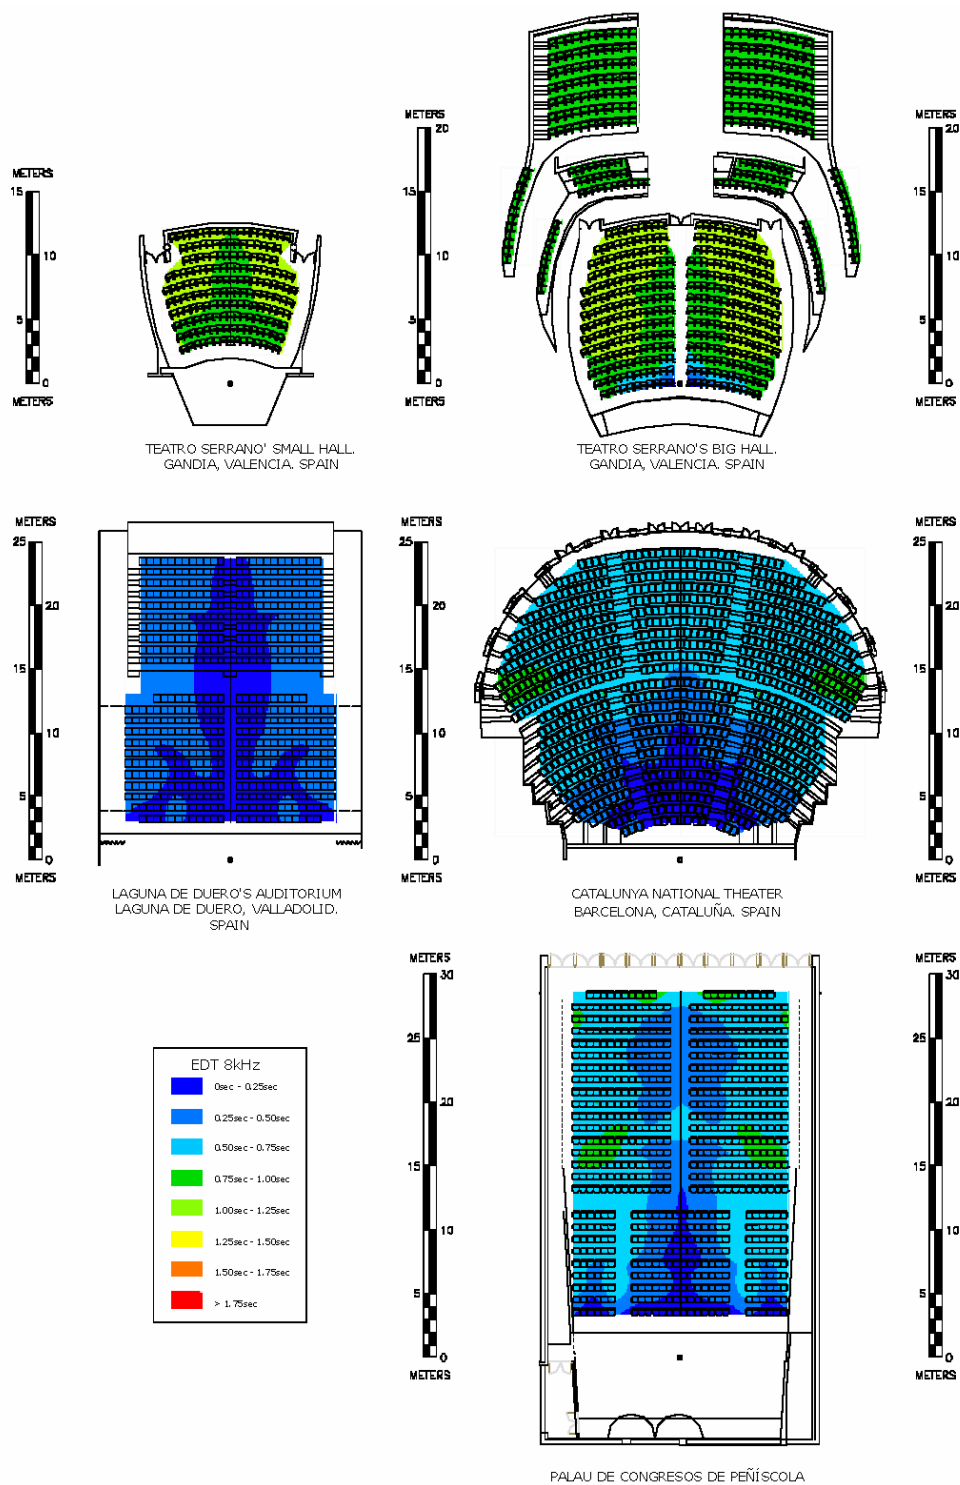 METERS
20
15
10
5
0
METERS
METERS
20
15
10
5
0
METERS
METERS
15
10
5
0
METERS
TEATRO SERRANO' SMALL HALL.
GANDIA, VALENCIA. SPAIN
TEATRO SERRANO'S BIG HALL.
GANDIA, VALENCIA. SPAIN
METERS
25
20
15
10
5
0
METERS
METERS
25
20
15
10
5
0
METERS
METERS
25
20
15
10
5
0
METERS
LAGUNA DE DUERO'S AUDITORIUM
LAGUNA DE DUERO, VALLADOLID.
SPAIN
CATALUNYA NATIONAL THEATER
BARCELONA, CATALUÑA. SPAIN
METERS
30
25
20
15
10
5
0
METERS
METERS
30
25
20
15
10
5
0
METERS
EDT 8kHz
0sec - 0.25sec
0.25sec - 0.50sec
0.50sec - 0.75sec
0.75sec - 1.00sec
1.00sec - 1.25sec
1.25sec - 1.50sec
1.50sec - 1.75sec
> 1.75sec
PALAU DE CONGRESOS DE PEÑÍSCOLA